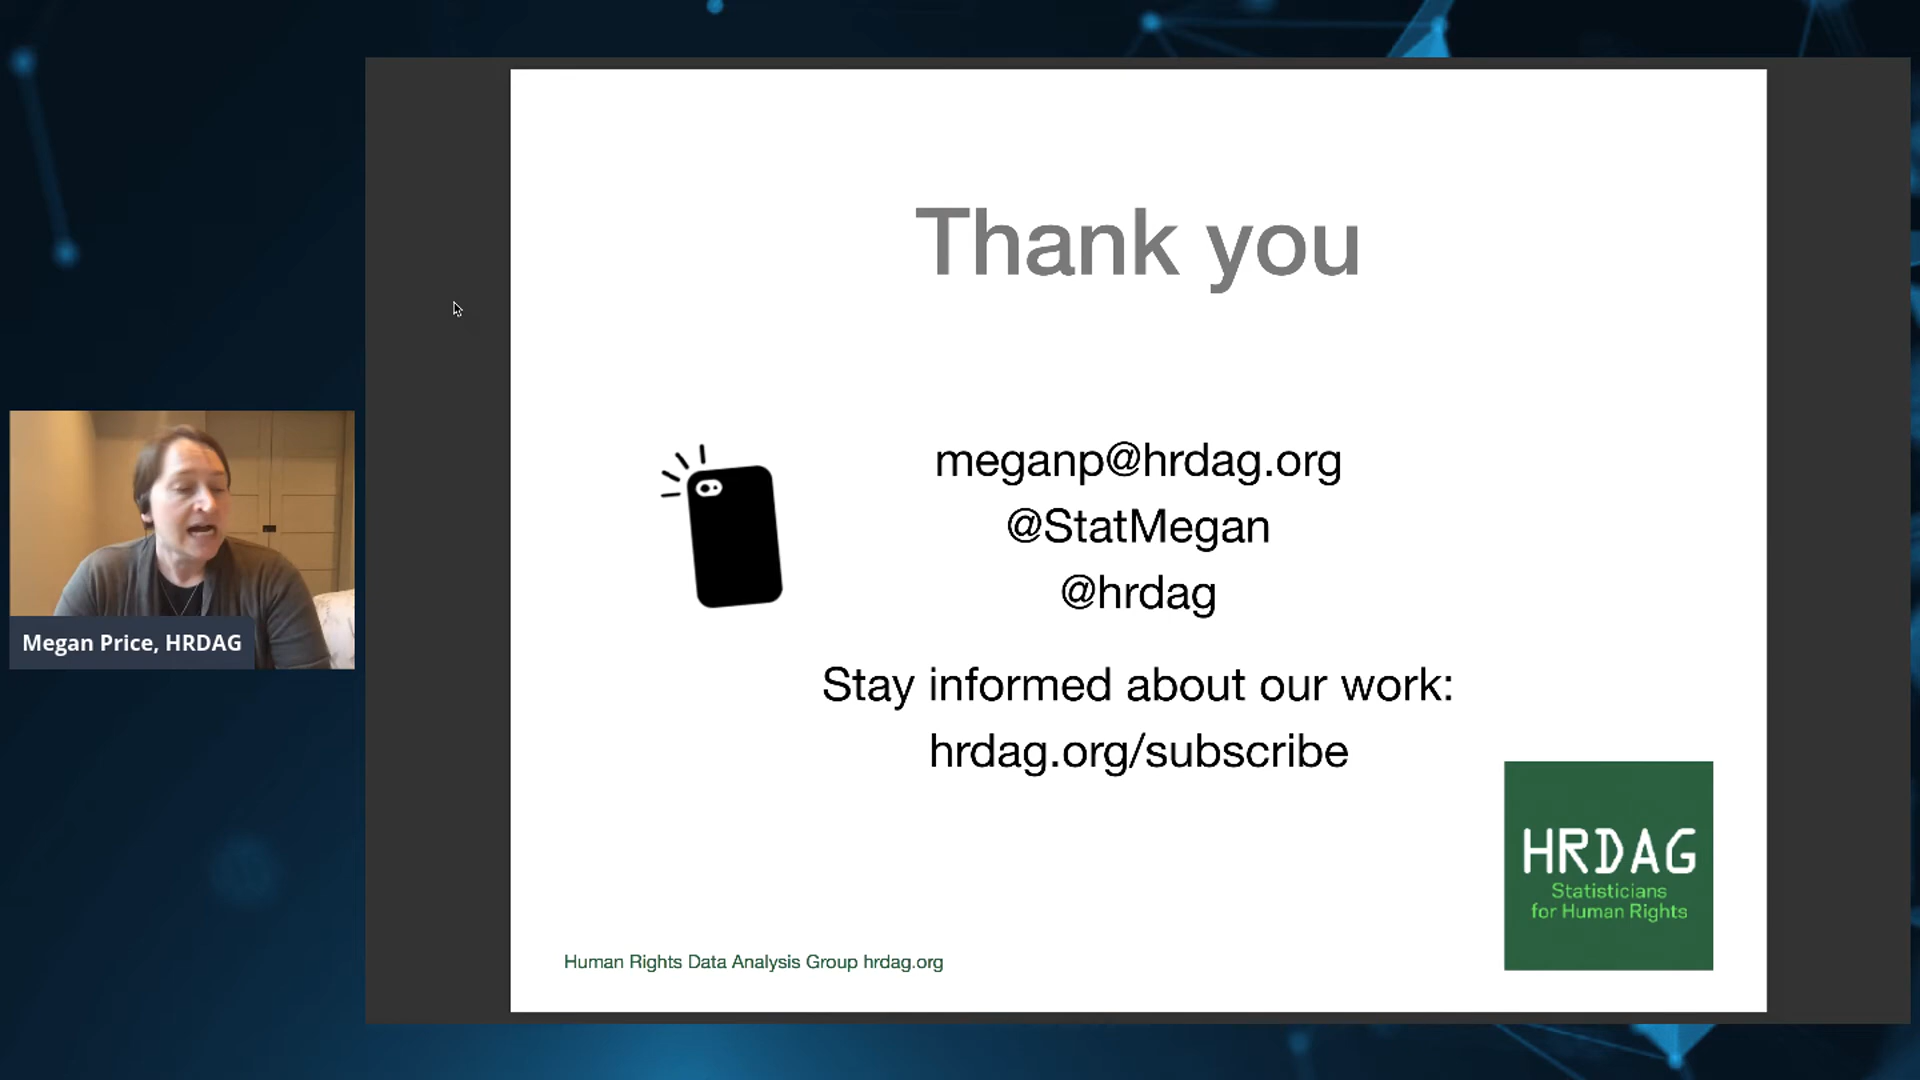 Thank you
meganp@hrdag.org
@StatMegan
@hrdag
Stay informed about our work:
hrdag.org/subscribe
HRDAG
Statisticians
for Human Rights
Human Rights Data Analysis Group hrdag.org
Megan Price, HRDAG